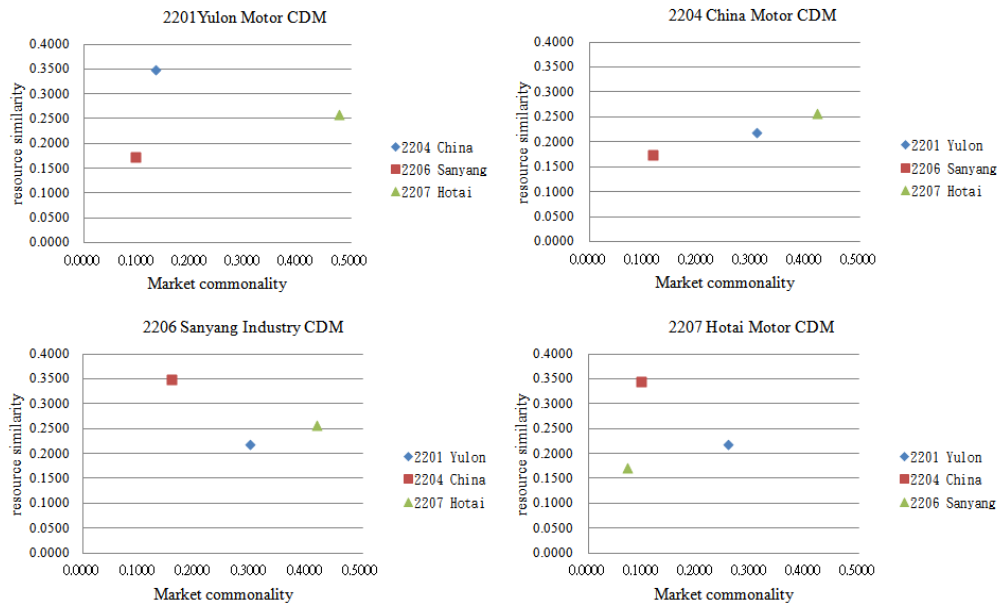 2201Yulon Motor CDM
0.4000
0.3500
0.3000
0.2500
0.2000
0.1500
0.1000
0.0500
0.0000
resource similarity
0.0000 0.1000 0.2000 0.3000 0.4000 0.5000
Market commonality
2204 China
2206 Sanyang
2207 Hotai
2204 China Motor CDM
0.4000
0.3500
0.3000
0.2500
0.2000
0.1500
0.1000
0.0500
0.0000
resource similarity
0.0000 0.1000 0.2000 0.3000 0.4000 0.5000
Market commonality
2201 Yulon
2206 Sanyang
2207 Hotai
2206 Sanyang Industry CDM
0.4000
0.3500
0.3000
0.2500
0.2000
0.1500
0.1000
0.0500
0.0000
resource similarity
0.0000 0.1000 0.2000 0.3000 0.4000 0.5000
Market commonality
2201 Yulon
2204 China
2207 Hotai
2207 Hotai Motor CDM
0.4000
0.3500
0.3000
0.2500
0.2000
0.1500
0.1000
0.0500
0.0000
resource similarity
0.0000 0.1000 0.2000 0.3000 0.4000 0.5000
Market commonality
2201 Yulon
2204 China
2206 Sanyang